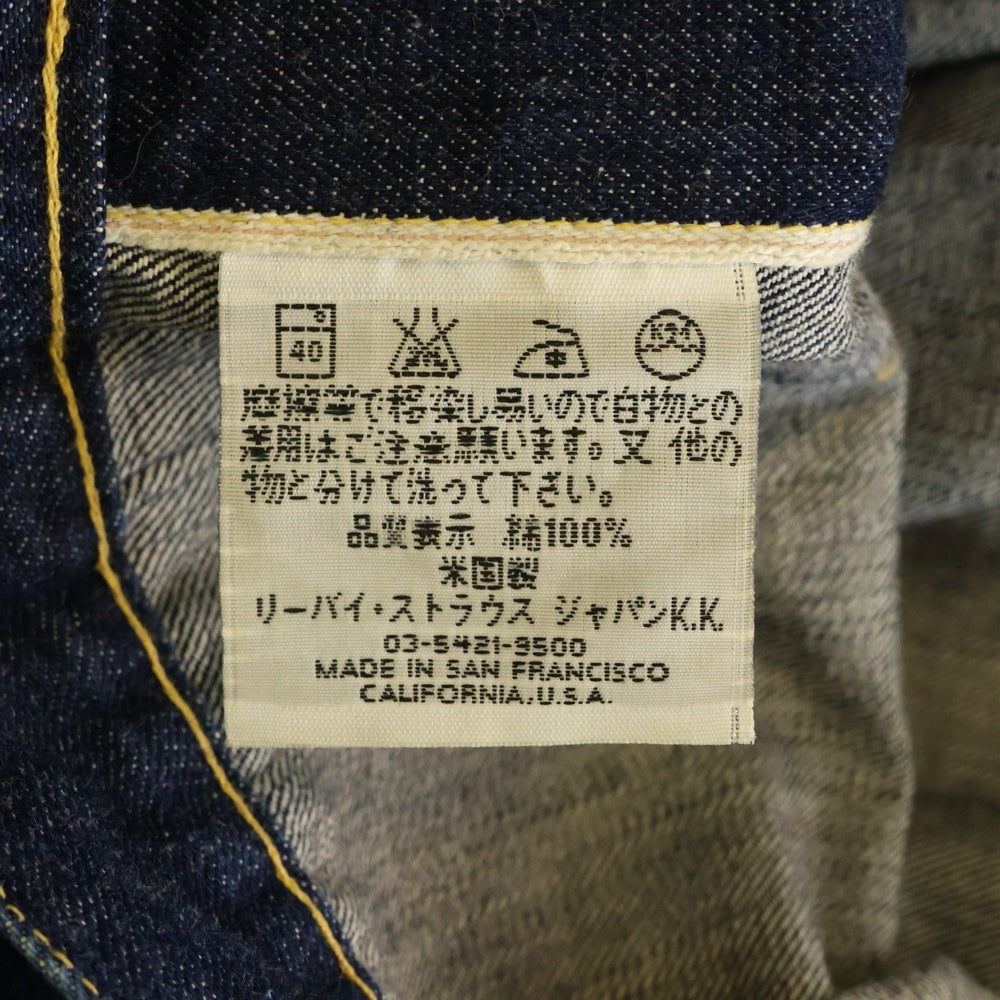 40
摩擦等で移染し易いので白物との
着用はご注意願います。又 他の
物と分けて洗って下さい。
品質表示 綿100%
米国製
リーバイ・ストラウス ジャパンK.K.
03-5421-9500
MADE IN SAN FRANCISCO
CALIFORNIA, U.S.A.